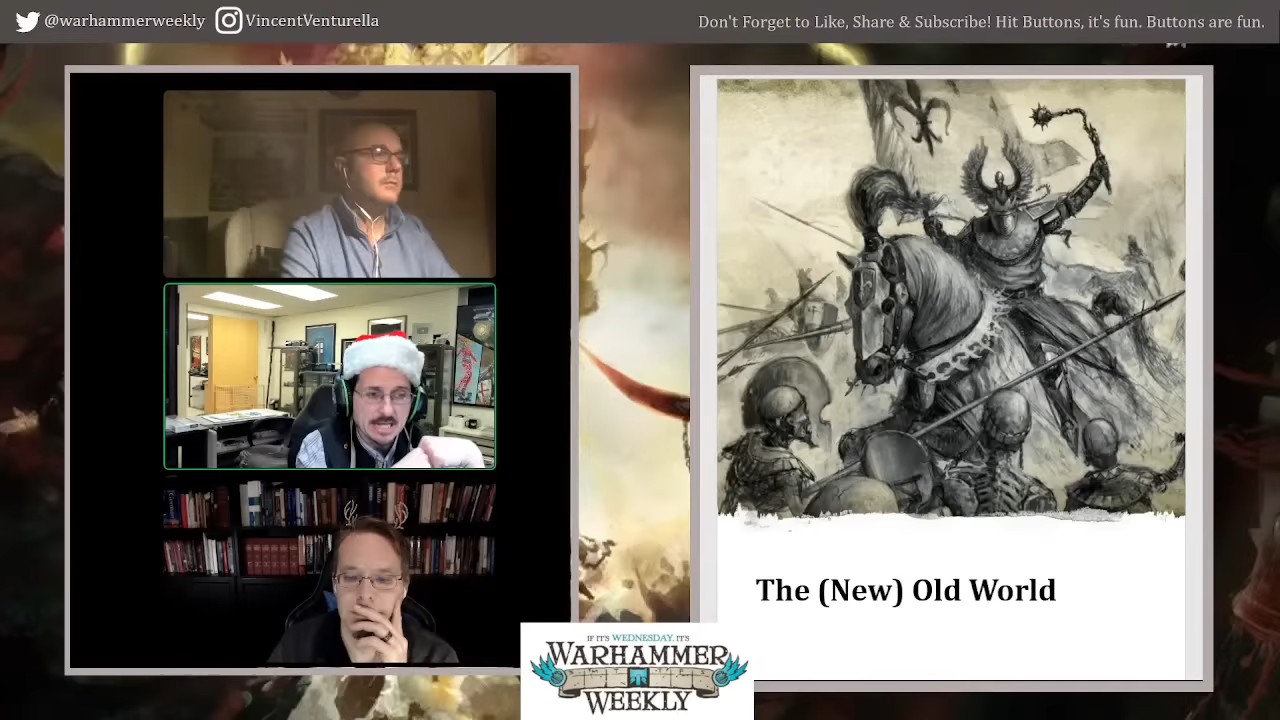 @warhammerweekly VincentVenturella
Don't Forget to Like, Share & Subscribe! Hit Buttons, it's fun. Buttons are fun.
The (New) Old World
IF IT'S WEDNESDAY, IT'S
WARHAMMER
WEEKLY